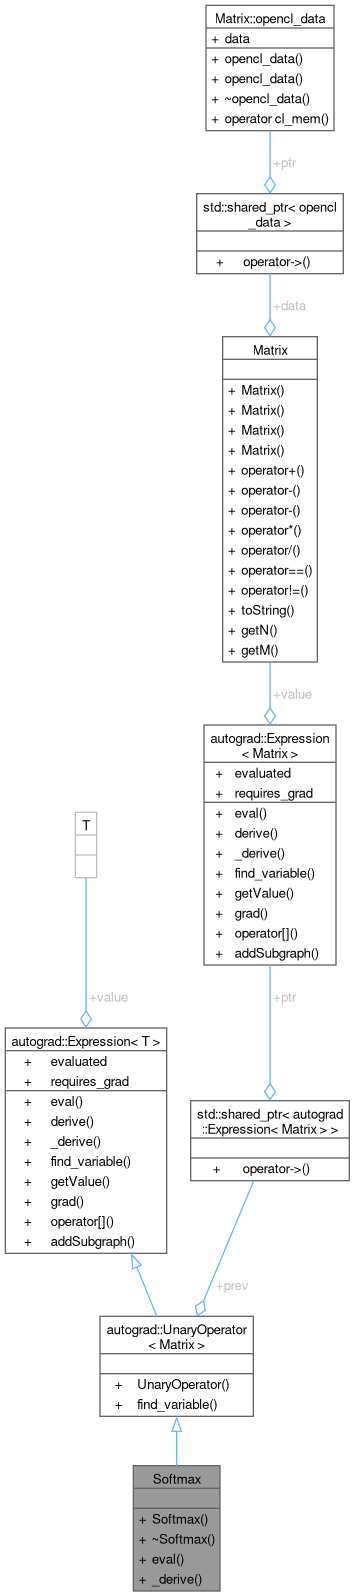 Matrix::opencl_data
+ data
+ opencl_data()
+ opencl_data()
+ ~opencl_data()
+ operator cl_mem()
+ptr
std::shared_ptr< opencl
_data >
+ operator->()
+data
Matrix
+ Matrix()
+ Matrix()
+ Matrix()
+ Matrix()
+ operator+()
+ operator-()
+ operator-()
+ operator*()
+ operator/()
+ operator==()
+ operator!=()
+ toString()
+ getN()
+ getM()
+value
autograd::Expression
< Matrix >
+ evaluated
+ requires_grad
+ eval()
+ derive()
+ _derive()
+ find_variable()
+ getValue()
+ grad()
+ operator[]()
+ addSubgraph()
T
+value
+ptr
autograd::Expression< T >
+ evaluated
+ requires_grad
+ eval()
+ derive()
+ _derive()
+ find_variable()
+ getValue()
+ grad()
+ operator[]()
+ addSubgraph()
std::shared_ptr< autograd
::Expression< Matrix > >
+ operator->()
+prev
autograd::UnaryOperator
< Matrix >
+ UnaryOperator()
+ find_variable()
Softmax
+ Softmax()
+ ~Softmax()
+ eval()
+ _derive()